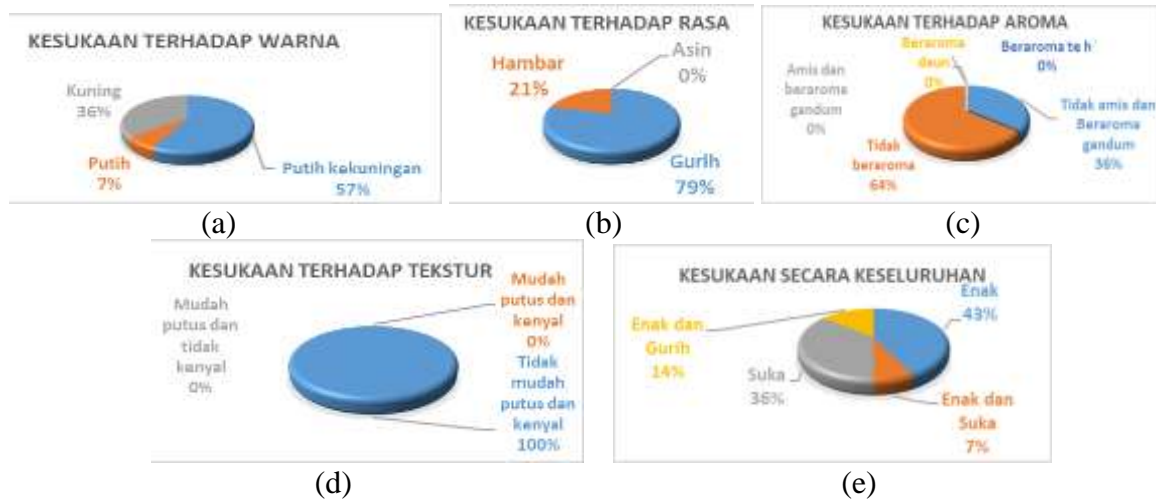 KESUKAAN TERHADAP WARNA
Kuning
36%
Putih
7%
Putih kekuningan
57%
(a)
KESUKAAN TERHADAP RASA
Asin
0%
Hambar
21%
Gurih
79%
(b)
KESUKAAN TERHADAP AROMA
Beraroma
daun
0%
Beraroma teh
0%
Amis dan
beraroma
gandum
0%
Tidak amis dan
Beraroma
gandum
36%
Tidak
beraroma
64%
(c)
KESUKAAN TERHADAP TEKSTUR
Mudah
putus dan
tidak
kenyal
0%
Mudah
putus dan
kenyal
0%
Tidak
mudah
putus dan
kenyal
100%
(d)
KESUKAAN SECARA KESELURUHAN
Enak
43%
Enak dan
Gurih
14%
Suka
36%
Enak dan
Suka
7%
(e)